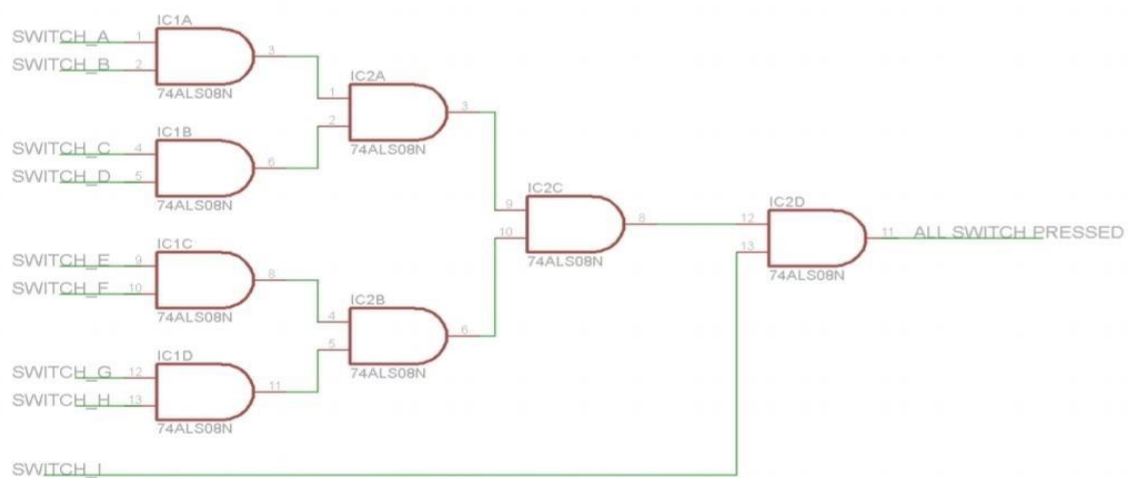 IC1A
SWITCH_A 1
3
SWITCH_B 2
74ALS08N
IC2A
1
3
2
74ALS08N
IC1B
SWITCH_C 4
6
SWITCH_D 5
74ALS08N
IC2C
9
8
10
74ALS08N
IC2D
12
11 ALL SWITCH PRESSED
13
74ALS08N
IC1C
SWITCH_E 9
8
SWITCH_F 10
74ALS08N
IC2B
4
6
5
74ALS08N
IC1D
SWITCH_G 12
11
SWITCH_H 13
74ALS08N
SWITCH_I